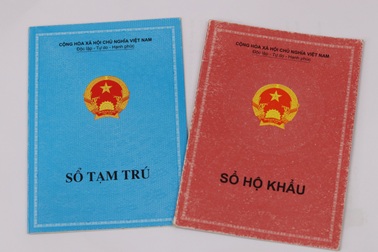 CỘNG HÒA XÃ HỘI CHỦ NGHĨA VIỆT NAM
Độc lập - Tự do - Hạnh phúc
SỔ TẠM TRÚ
CỘNG HÒA XÃ HỘI CHỦ NGHĨA VIỆT NAM
Độc lập - Tự do - Hạnh phúc
SỔ HỘ KHẨU